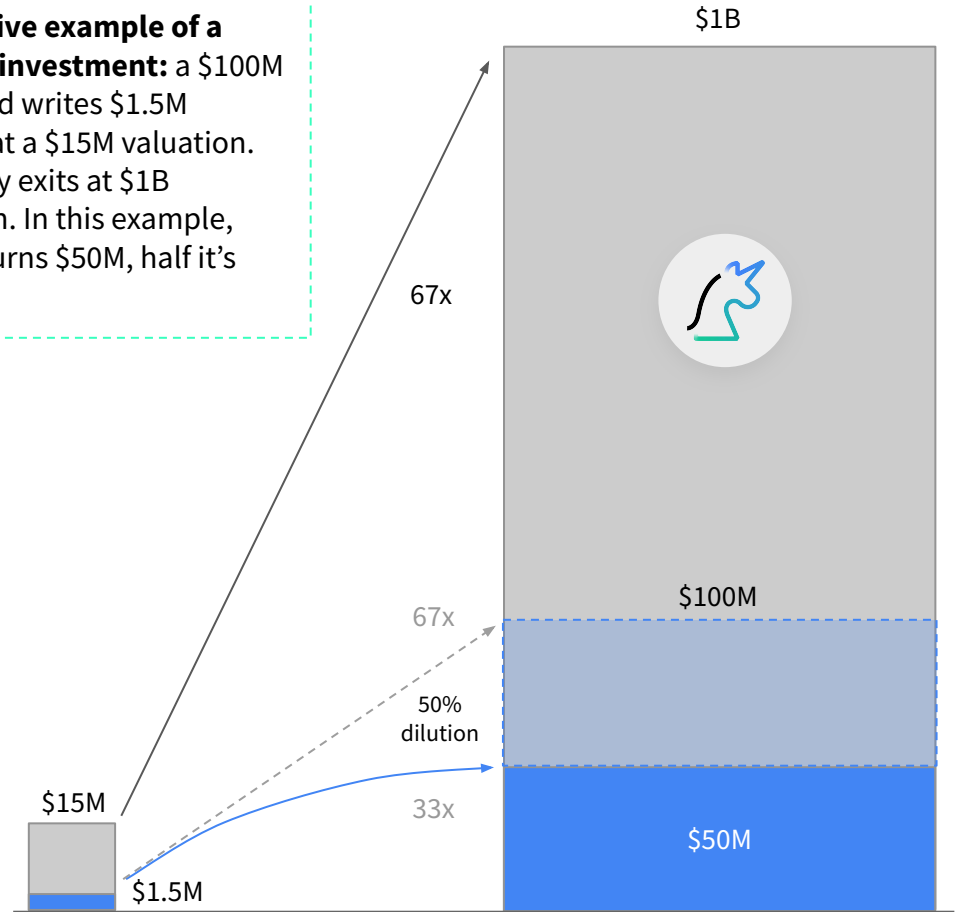 ive example of a
investment: a $100M
d writes $1.5M
at a $15M valuation.
y exits at $1B
n. In this example,
urns $50M, half it’s
$1B
67x
$100M
67x
50%
dilution
33x
$50M
$15M
$1.5M